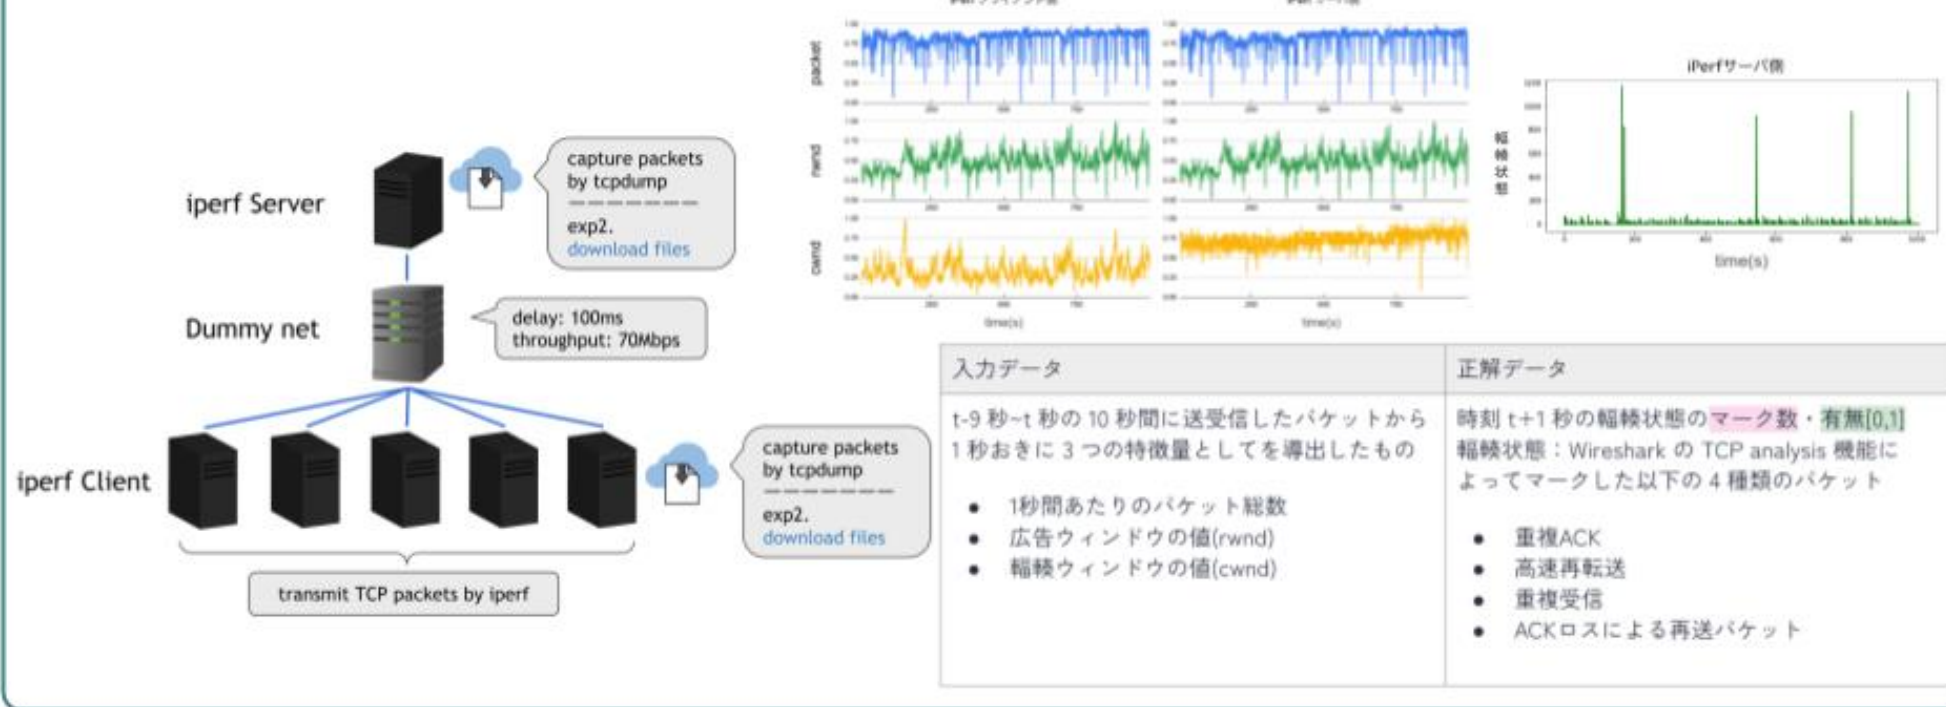 iperf Server
capture packets
by tcpdump
———————
exp2.
download files
Dummy net
delay: 100ms
throughput: 70Mbps
iperf Client
capture packets
by tcpdump
———————
exp2.
download files
transmit TCP packets by iperf
packet
rwnd
cwnd
time(s)
time(s)
iPerfサーバ側
輻輳状態
time(s)
入力データ
t-9 秒~t 秒の 10 秒間に送受信したパケットから
1 秒おきに 3 つの特徴量としてを導出したもの
● 1秒間あたりのパケット総数
● 広告ウィンドウの値(rwnd)
● 輻輳ウィンドウの値(cwnd)
正解データ
時刻 t+1 秒の輻輳状態のマーク数・有無[0,1]
輻輳状態：Wireshark の TCP analysis 機能に
よってマークした以下の 4 種類のパケット
● 重複ACK
● 高速再転送
● 重複受信
● ACKロスによる再送パケット